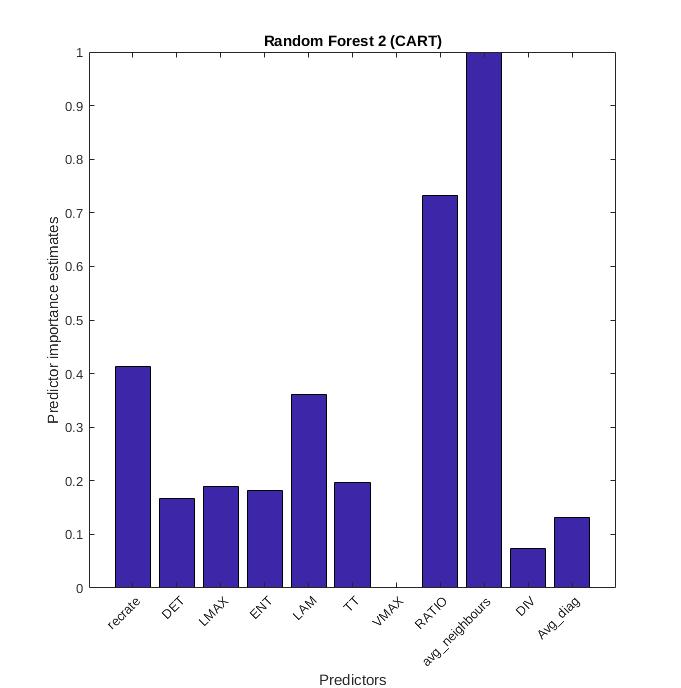 Random Forest 2 (CART)
Predictor importance estimates
1
0.9
0.8
0.7
0.6
0.5
0.4
0.3
0.2
0.1
0
recrate
DET
LMAX
ENT
LAM
TT
VMAX
RATIO
avg_neighbours
DIV
Avg_diag
Predictors